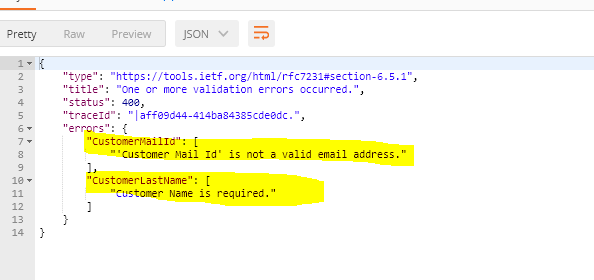 Pretty Raw Preview JSON
1 {
2 "type": "https://tools.ietf.org/html/rfc7231#section-6.5.1",
3 "title": "One or more validation errors occurred.",
4 "status": 400,
5 "traceId": "|aff09d44-414ba84385cde0dc.",
6 "errors": {
7 "CustomerMailId": [
8 "'Customer Mail Id' is not a valid email address."
9 ],
10 "CustomerLastName": [
11 "Customer Name is required."
12 ]
13 }
14 }